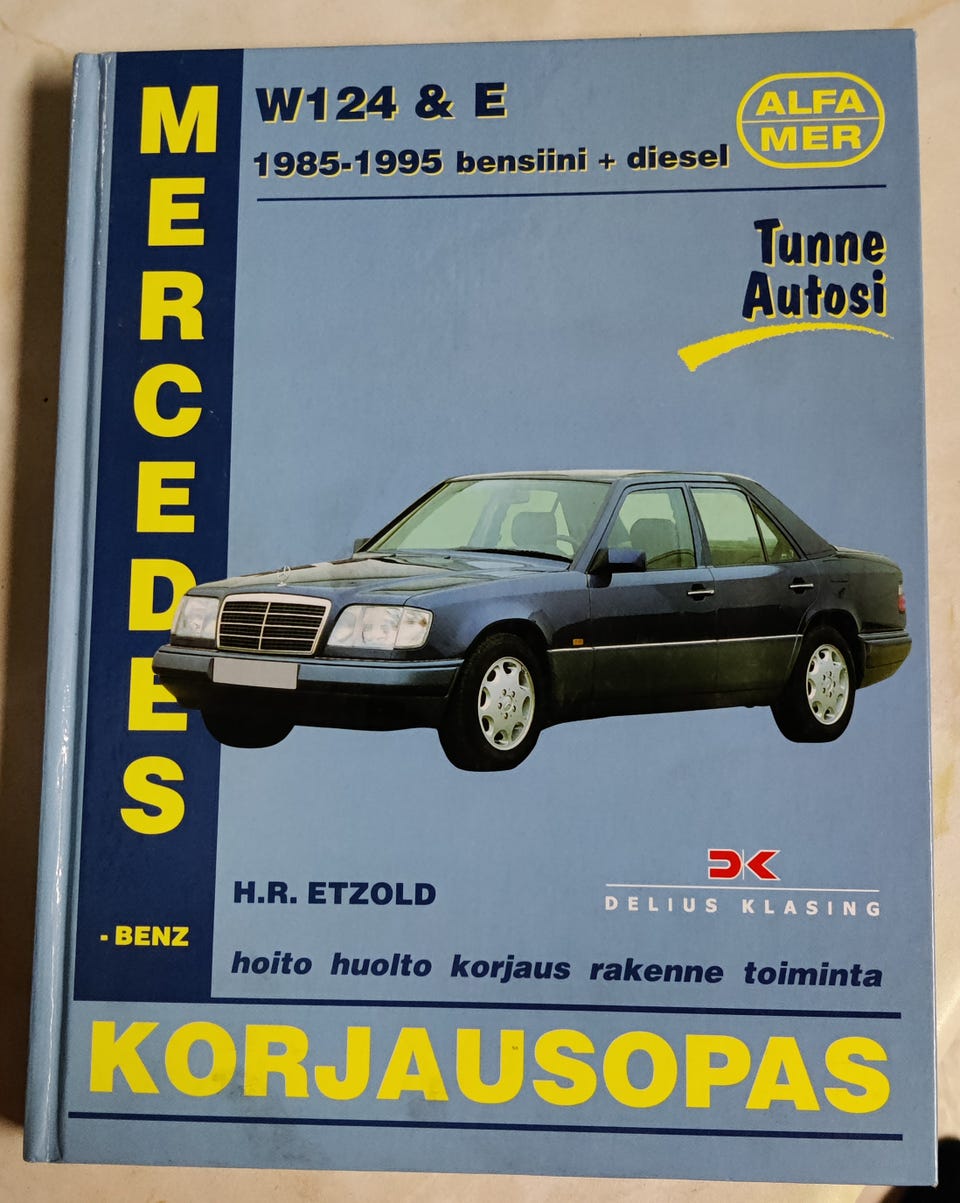 MERCEDES
- BENZ
W124 & E
1985-1995 bensiini + diesel
ALFA
MER
Tunne
Autosi
H.R. ETZOLD
DK
DELIUS KLASING
hoito huolto korjaus rakenne toiminta
KORJAUSOPAS